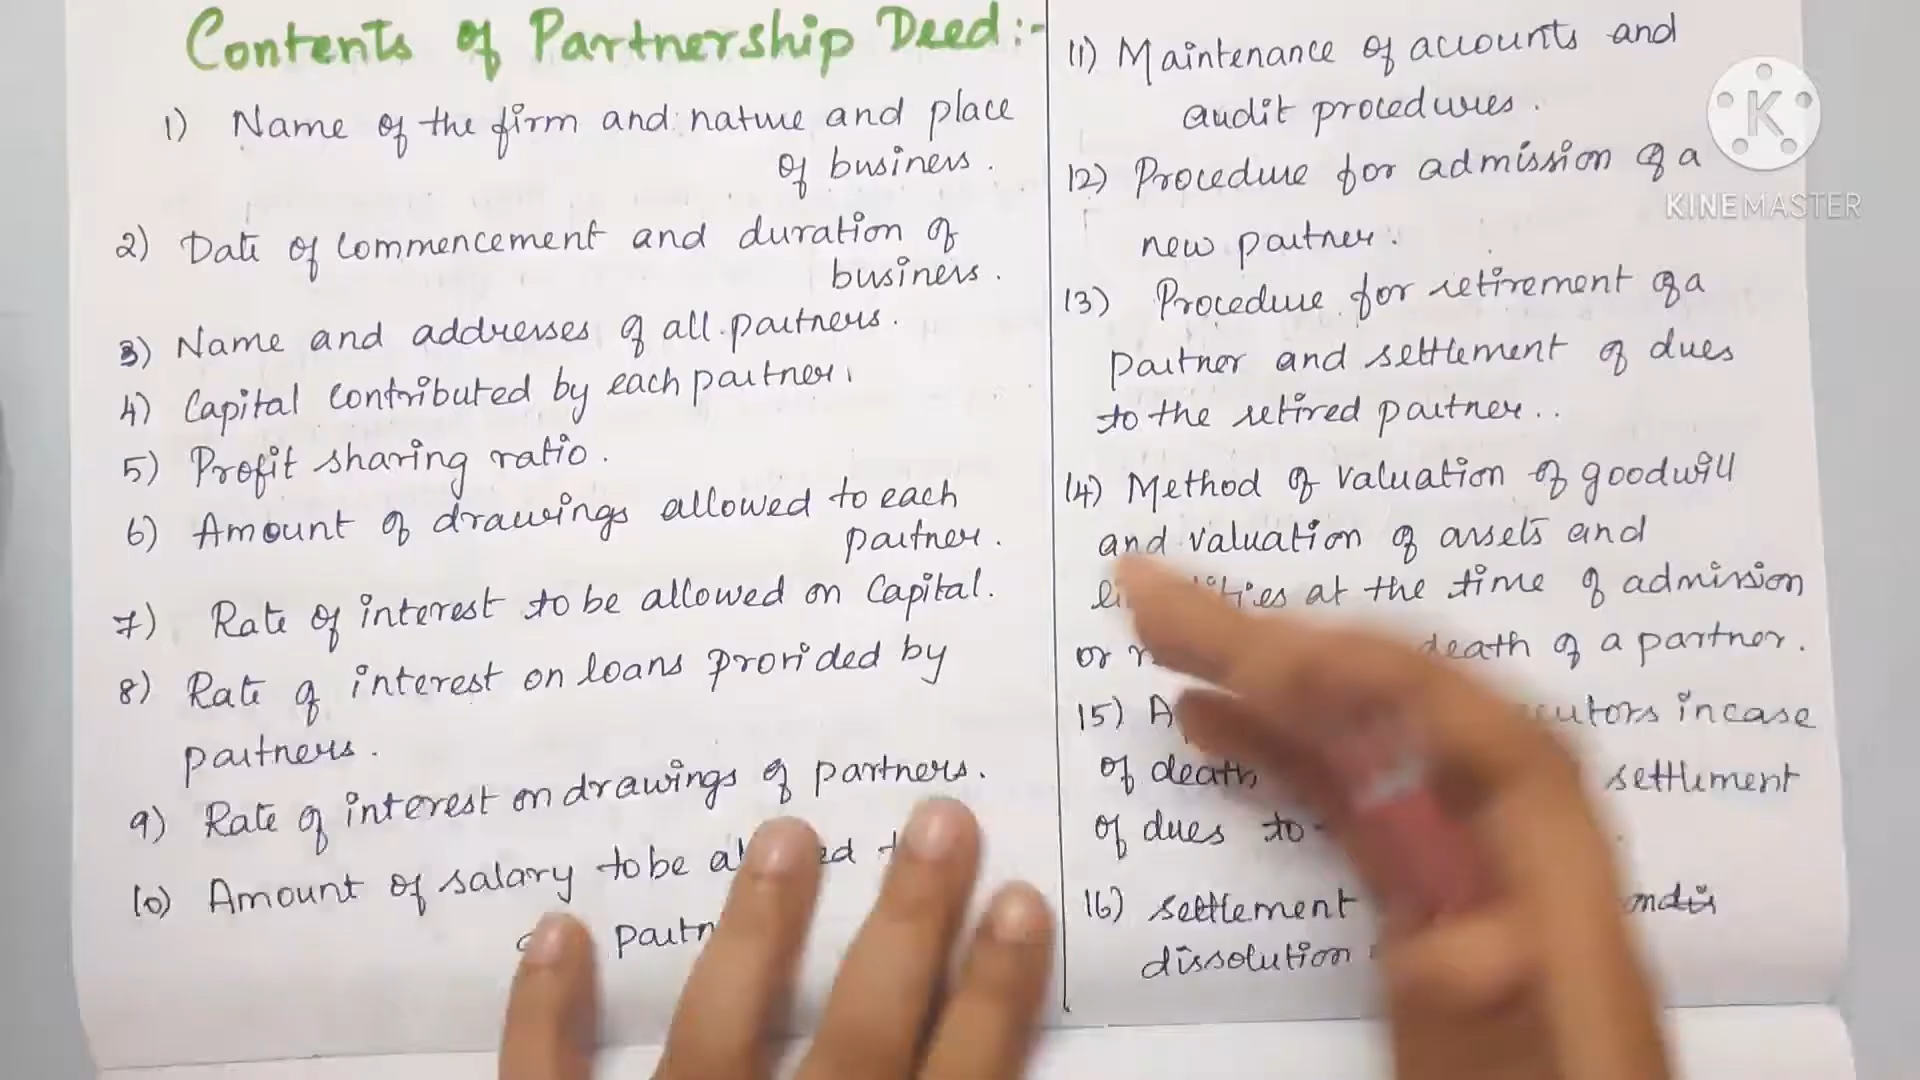 Contents of Partnership Deed:-
1) Name of the firm and nature and place
of business.
2) Date of commencement and duration of
business.
3) Name and addresses of all partners.
4) Capital contributed by each partner.
5) Profit sharing ratio.
6) Amount of drawings allowed to each
partner.
7) Rate of interest to be allowed on Capital.
8) Rate of interest on loans provided by
partners.
9) Rate of interest on drawings of partners.
10) Amount of salary to be
11) Maintenance of accounts and
audit procedures.
12) Procedure for admission of a
new partner.
13) Procedure for retirement of a
partner and settlement of dues
to the retired partner..
14) Method of valuation of goodwill
and valuation of assets and
at the time of admission
or death of a partner.
15) incase
of death settlement
of dues to
16) settlement
dissolution
K
KINEMASTER